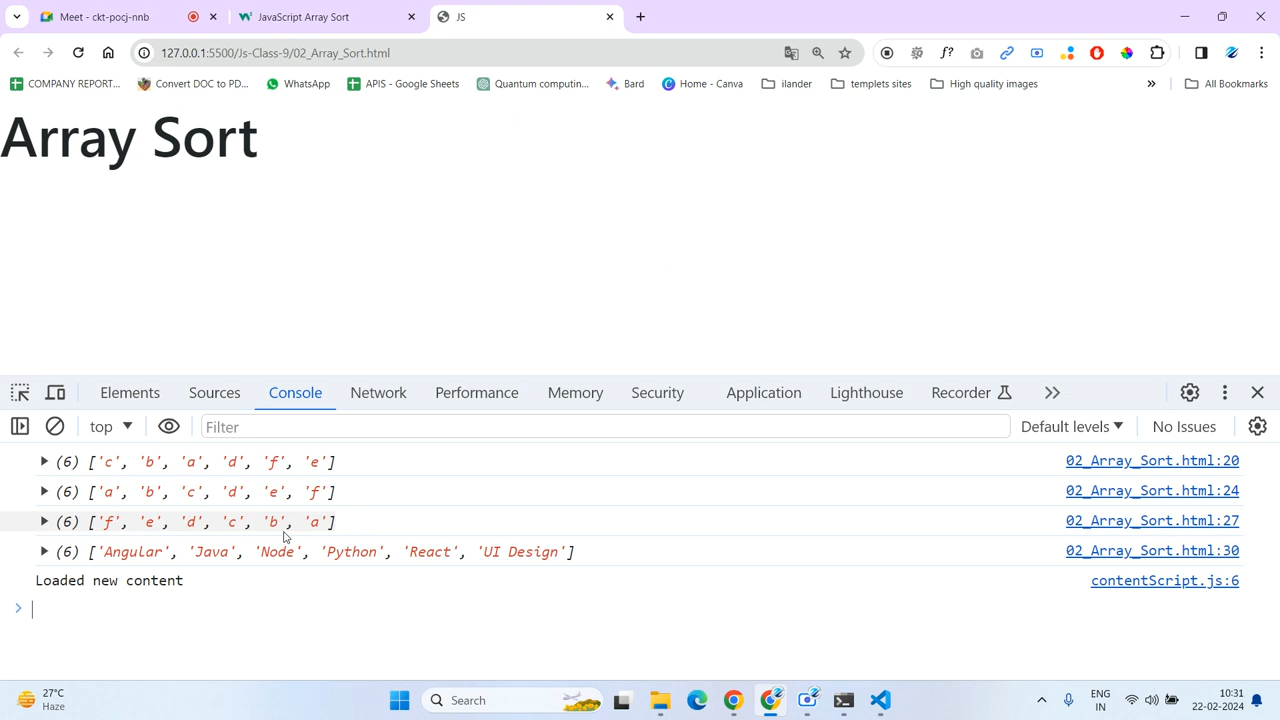 Meet - ckt-pocj-nnb
JavaScript Array Sort
JS
127.0.0.1:5500/Js-Class-9/02_Array_Sort.html
f?
COMPANY REPORT...
Convert DOC to PD...
WhatsApp
APIS - Google Sheets
Quantum computin...
Bard
Home - Canva
ilander
templets sites
High quality images
»
All Bookmarks
Array Sort
Elements
Sources
Console
Network
Performance
Memory
Security
Application
Lighthouse
Recorder
top
Filter
Default levels
No Issues
(6) ['c', 'b', 'a', 'd', 'f', 'e'] 02_Array_Sort.html:20
(6) ['a', 'b', 'c', 'd', 'e', 'f'] 02_Array_Sort.html:24
(6) ['f', 'e', 'd', 'c', 'b', 'a'] 02_Array_Sort.html:27
(6) ['Angular', 'Java', 'Node', 'Python', 'React', 'UI Design'] 02_Array_Sort.html:30
Loaded new content contentScript.js:6
>
27°C
Haze
Search
ENG
IN
10:31
22-02-2024